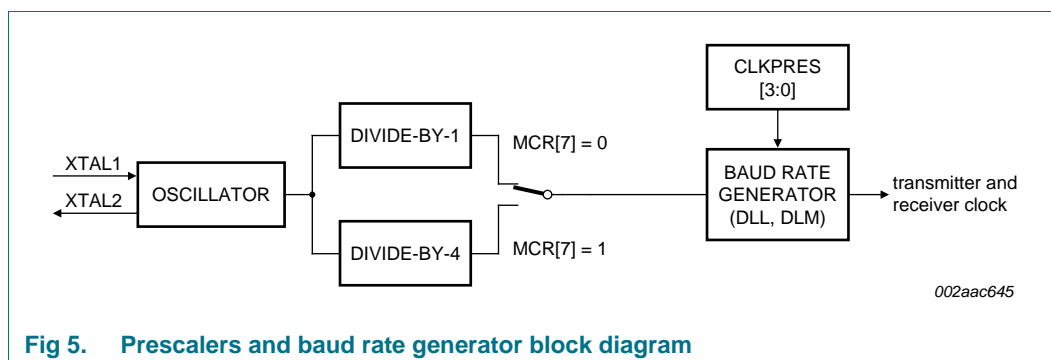 CLKPRES
[3:0]
DIVIDE-BY-1
MCR[7] = 0
XTAL1
XTAL2
OSCILLATOR
BAUD RATE
GENERATOR
(DLL, DLM)
transmitter and
receiver clock
DIVIDE-BY-4
MCR[7] = 1
002aac645
Fig 5. Prescalers and baud rate generator block diagram